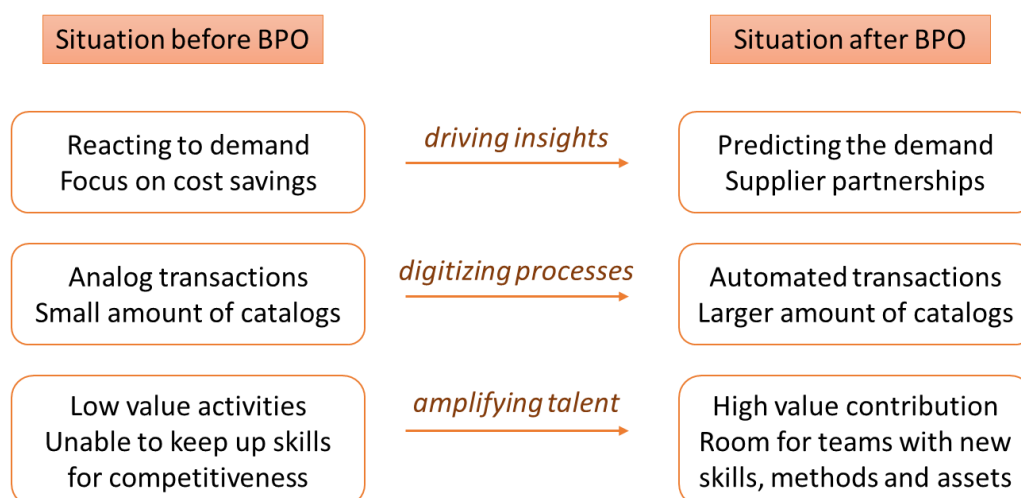 Situation before BPO
Situation after BPO
Reacting to demand
Focus on cost savings
driving insights
Predicting the demand
Supplier partnerships
Analog transactions
Small amount of catalogs
digitizing processes
Automated transactions
Larger amount of catalogs
Low value activities
Unable to keep up skills
for competitiveness
amplifying talent
High value contribution
Room for teams with new
skills, methods and assets